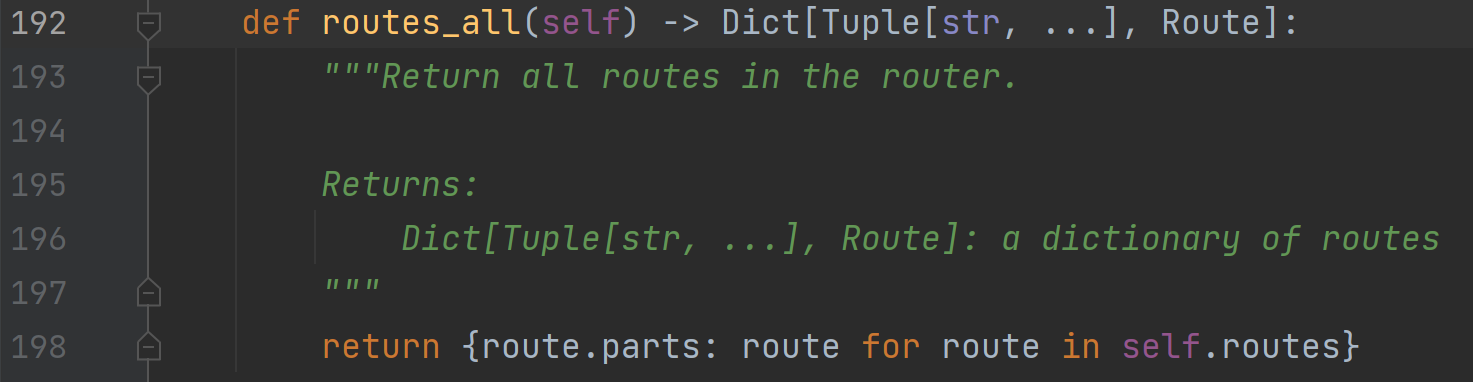 192 def routes_all(self) -> Dict[Tuple[str, ...], Route]:
193 """Return all routes in the router.
194
195 Returns:
196 Dict[Tuple[str, ...], Route]: a dictionary of routes
197 """
198 return {route.parts: route for route in self.routes}